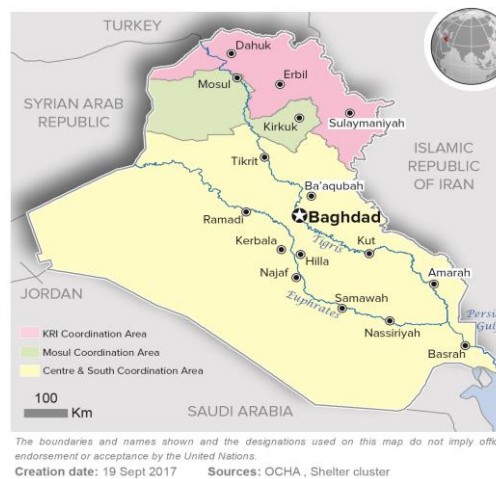 TURKEY
Dahuk
Mosul
Erbil
SYRIAN ARAB
REPUBLIC
Sulaymaniyah
Kirkuk
ISLAMIC
REPUBLIC
OF IRAN
Tikrit
Ba'aqubah
Ramadi
Baghdad
Tigris
Kerbala
Kut
Hilla
Najaf
Amarah
JORDAN
Euphrates
Samawah
Nassiriyah
Basrah
KRI Coordination Area
Mosul Coordination Area
Centre & South Coordination Area
100
Km
SAUDI ARABIA
The boundaries and names shown and the designations used on this map do not imply offic
endorsement or acceptance by the United Nations.
Creation date: 19 Sept 2017 Sources: OCHA , Shelter cluster